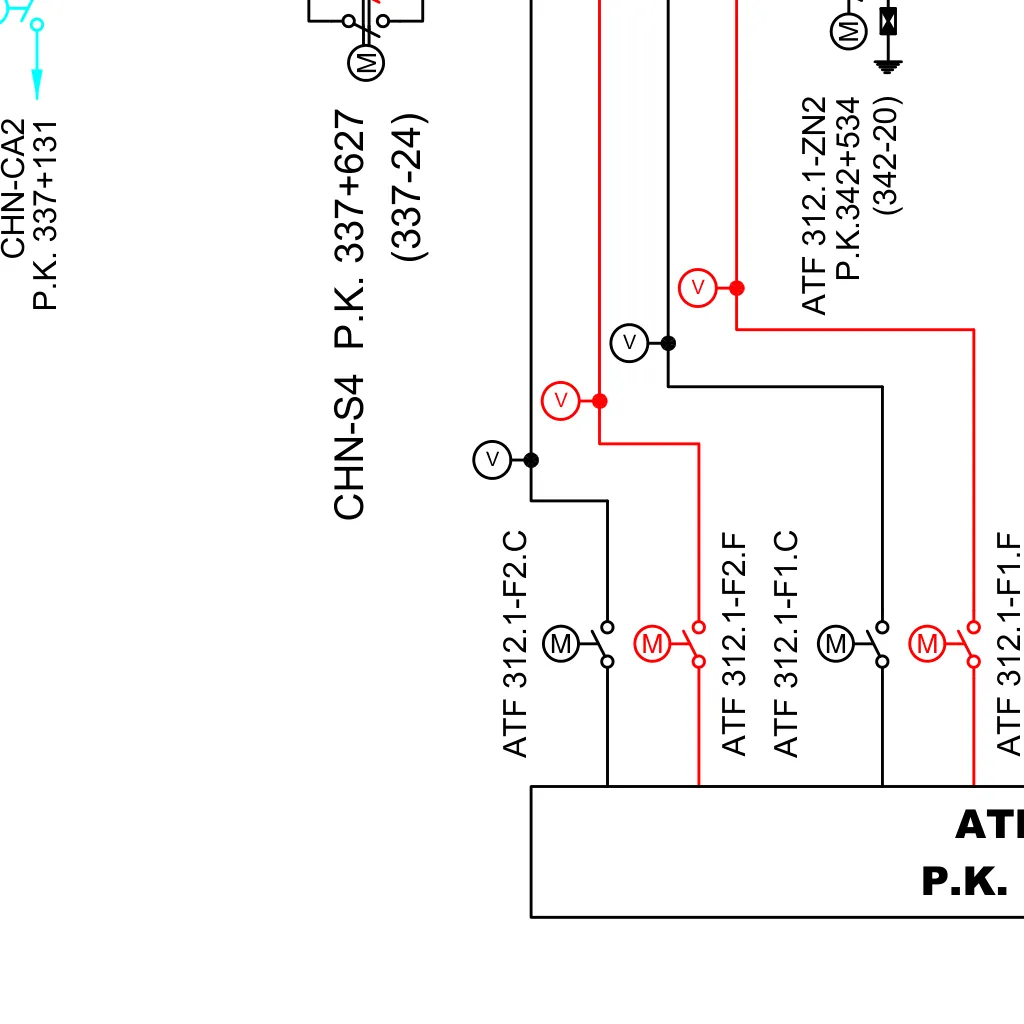 CHN-CA2
P.K. 337+131
CHN-S4 P.K. 337+627
(337-24)
M
M
ATF 312.1-ZN2
P.K.342+534
(342-20)
V
V
V
V
ATF 312.1-F2.C
M
M
ATF 312.1-F2.F
ATF 312.1-F1.C
M
M
ATF 312.1-F1.F
P.K.